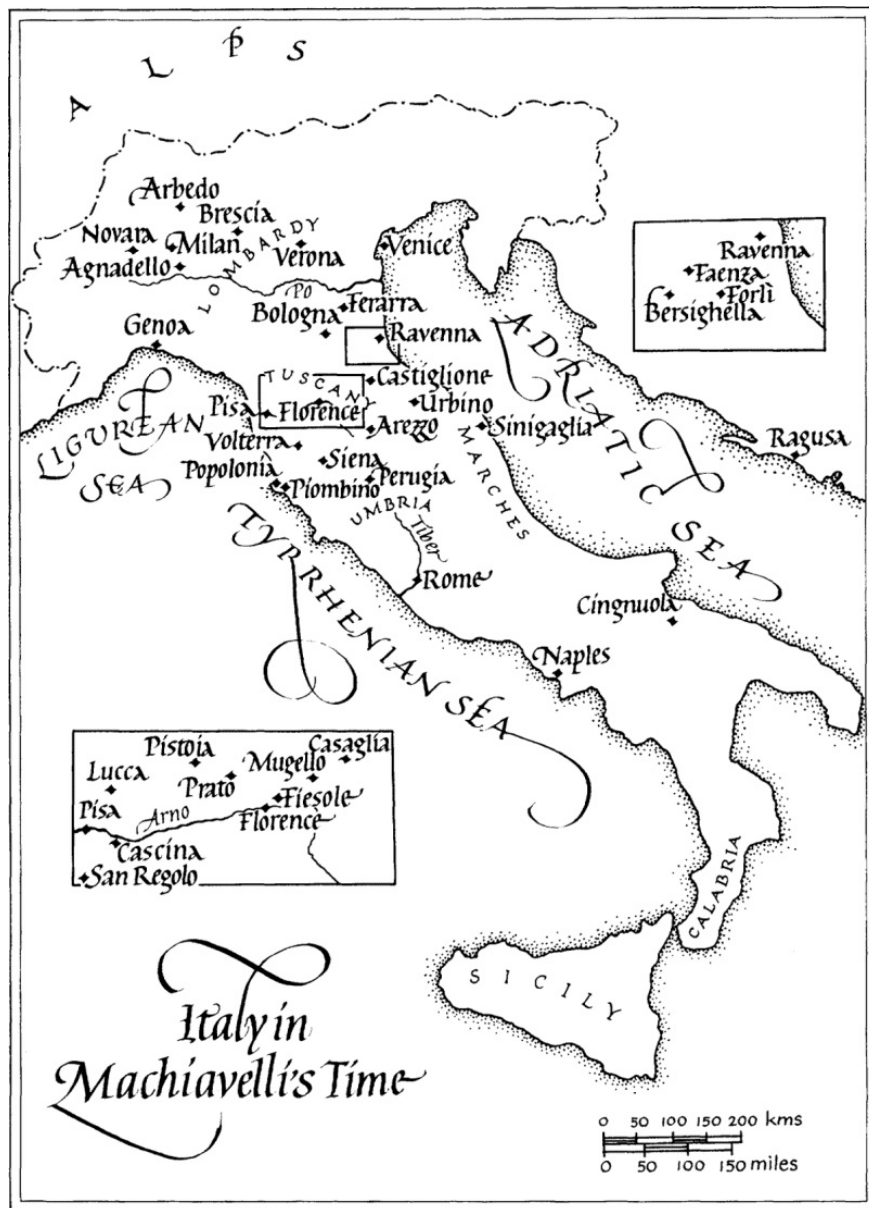 ALPS
Arbedo
Brescia
Novara
Milan
LOMBARDY
Verona
Venice
Agnadello
Po
Ferarra
Bologna
Genoa
Ravenna
TUSCANY
Castiglione
Pisa
Florence
Urbino
Arezzo
Sinigaglia
MARCHES
Volterra
Siena
Popolonia
Piombino
Perugia
UMBRIA
Tiber
Rome
LIGUREAN
SEA
ADRIATIC SEA
Ragusa
TYRRHENIAN SEA
Cingnuola
Naples
CALABRIA
SICILY
Ravenna
Faenza
Forlì
Bersighella
Pistoia
Casaglia
Lucca
Mugello
Prato
Fiesole
Pisa
Arno
Florence
Cascina
San Regolo
Italy in
Machiavelli's Time
0 50 100 150 200 kms
0 50 100 150 miles